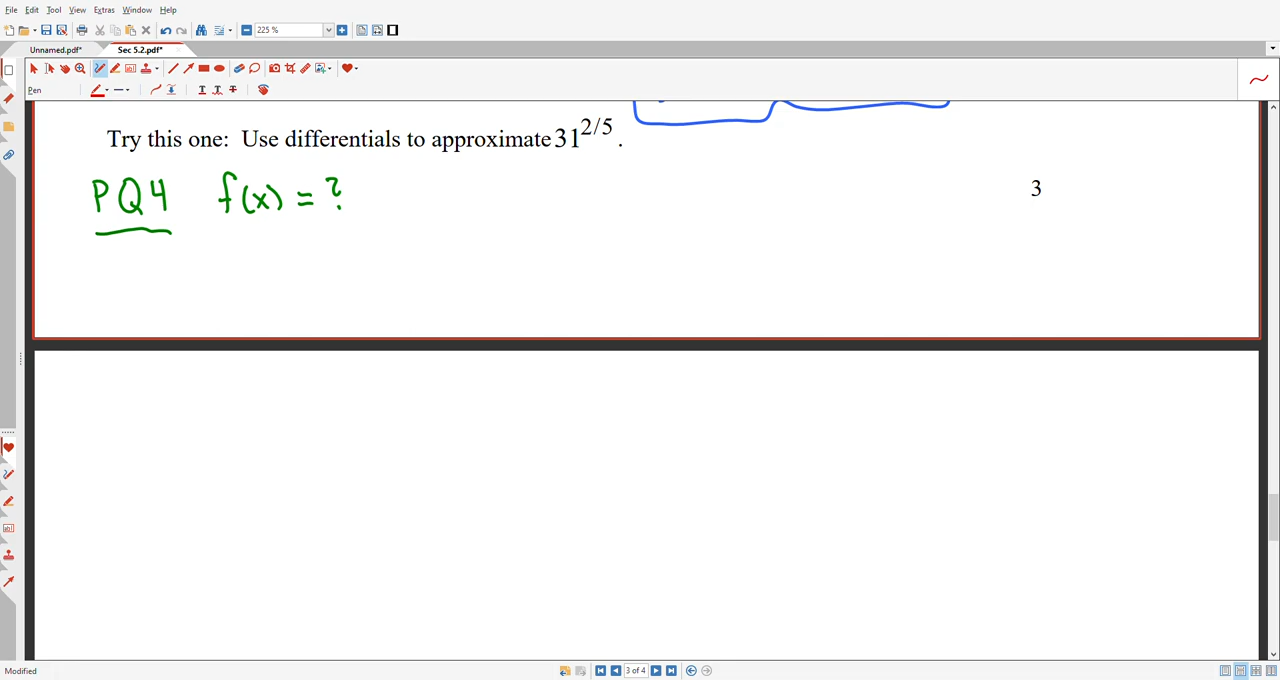 File Edit Tool View Extras Window Help
225 %
Unnamed.pdf* Sec 5.2.pdf*
Pen
Try this one: Use differentials to approximate 31^{2/5}.
PQ4 f(x) = ?
3
Modified
3 of 4